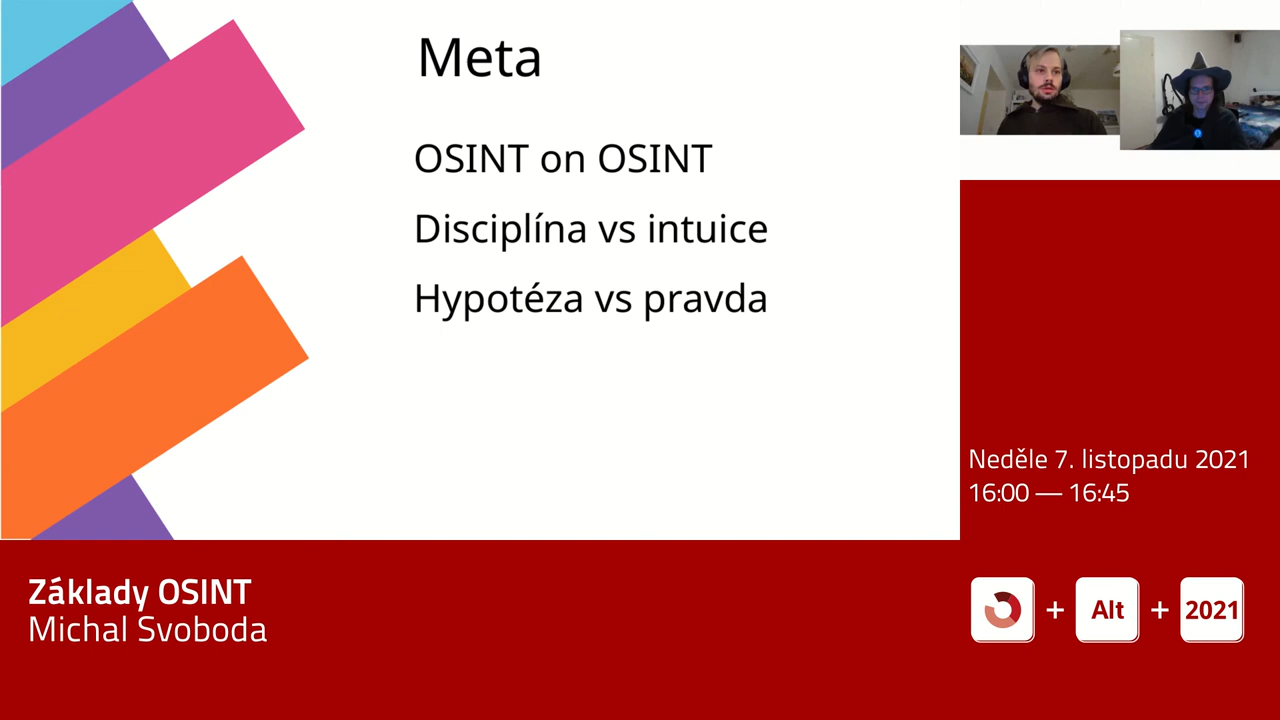 Meta
OSINT on OSINT
Disciplína vs intuice
Hypotéza vs pravda
Neděle 7. listopadu 2021
16:00 — 16:45
Základy OSINT
Michal Svoboda
+ Alt + 2021